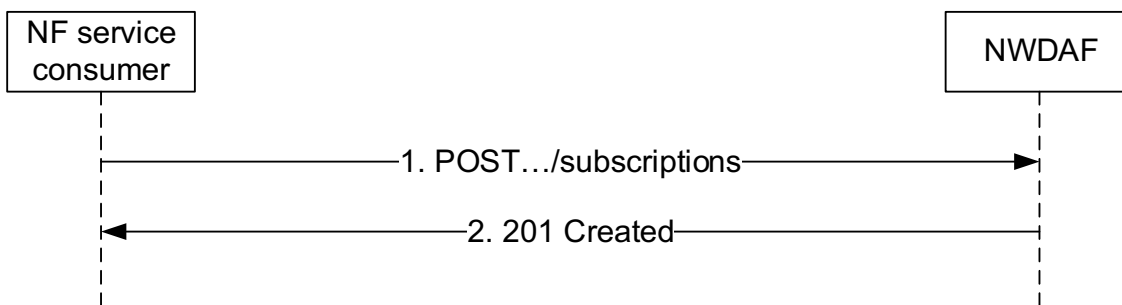 NF service
consumer
NWDAF
1. POST…/subscriptions
2. 201 Created